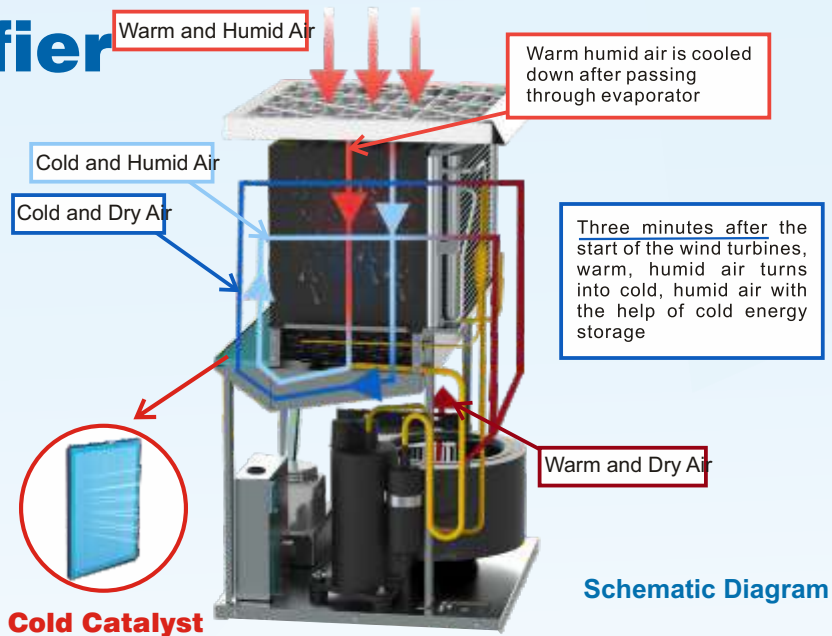 fier
Warm and Humid Air
Warm humid air is cooled
down after passing
through evaporator
Cold and Humid Air
Cold and Dry Air
Three minutes after the
start of the wind turbines,
warm, humid air turns
into cold, humid air with
the help of cold energy
storage
Warm and Dry Air
Schematic Diagram
Cold Catalyst